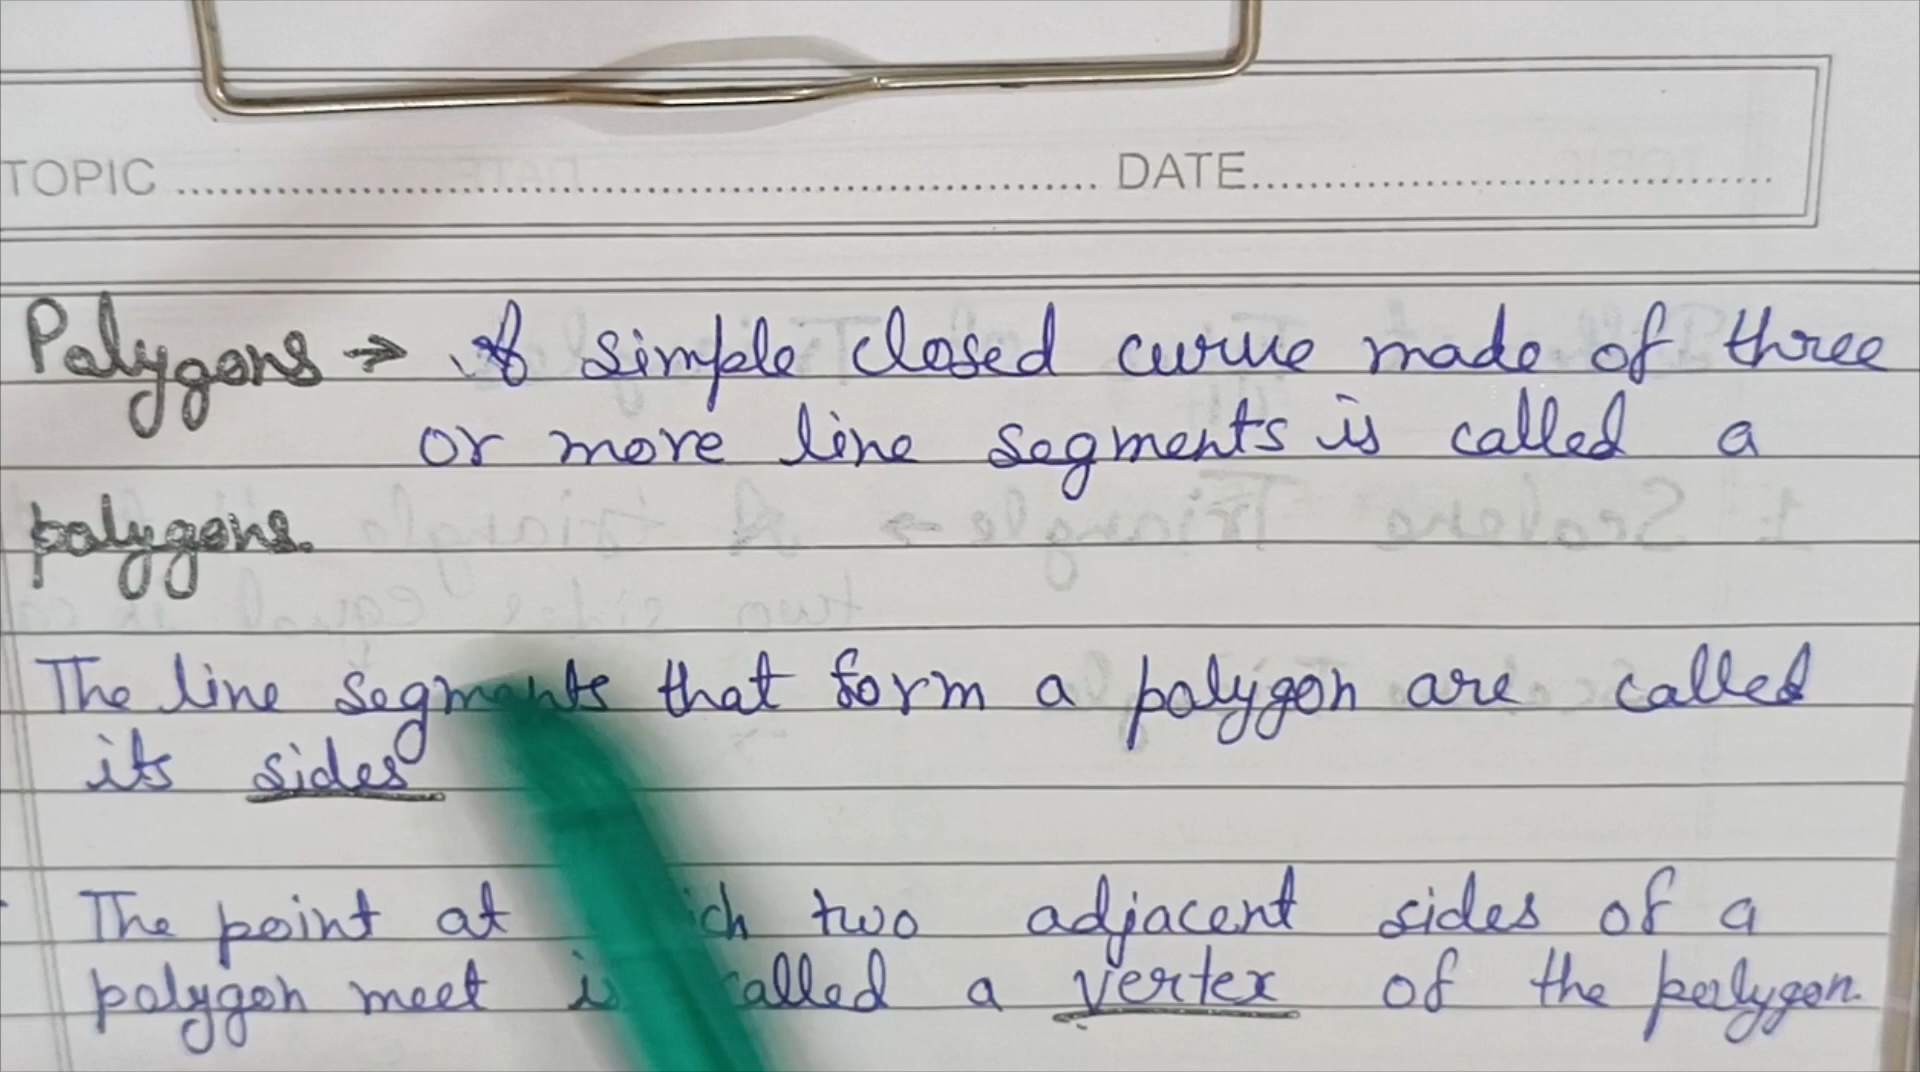 TOPIC DATE
Polygons → A simple closed curve made of three
or more line segments is called a
polygons.
The line segments that form a polygon are called
its sides
The point at two adjacent sides of a
polygon meet is called a vertex of the polygon.